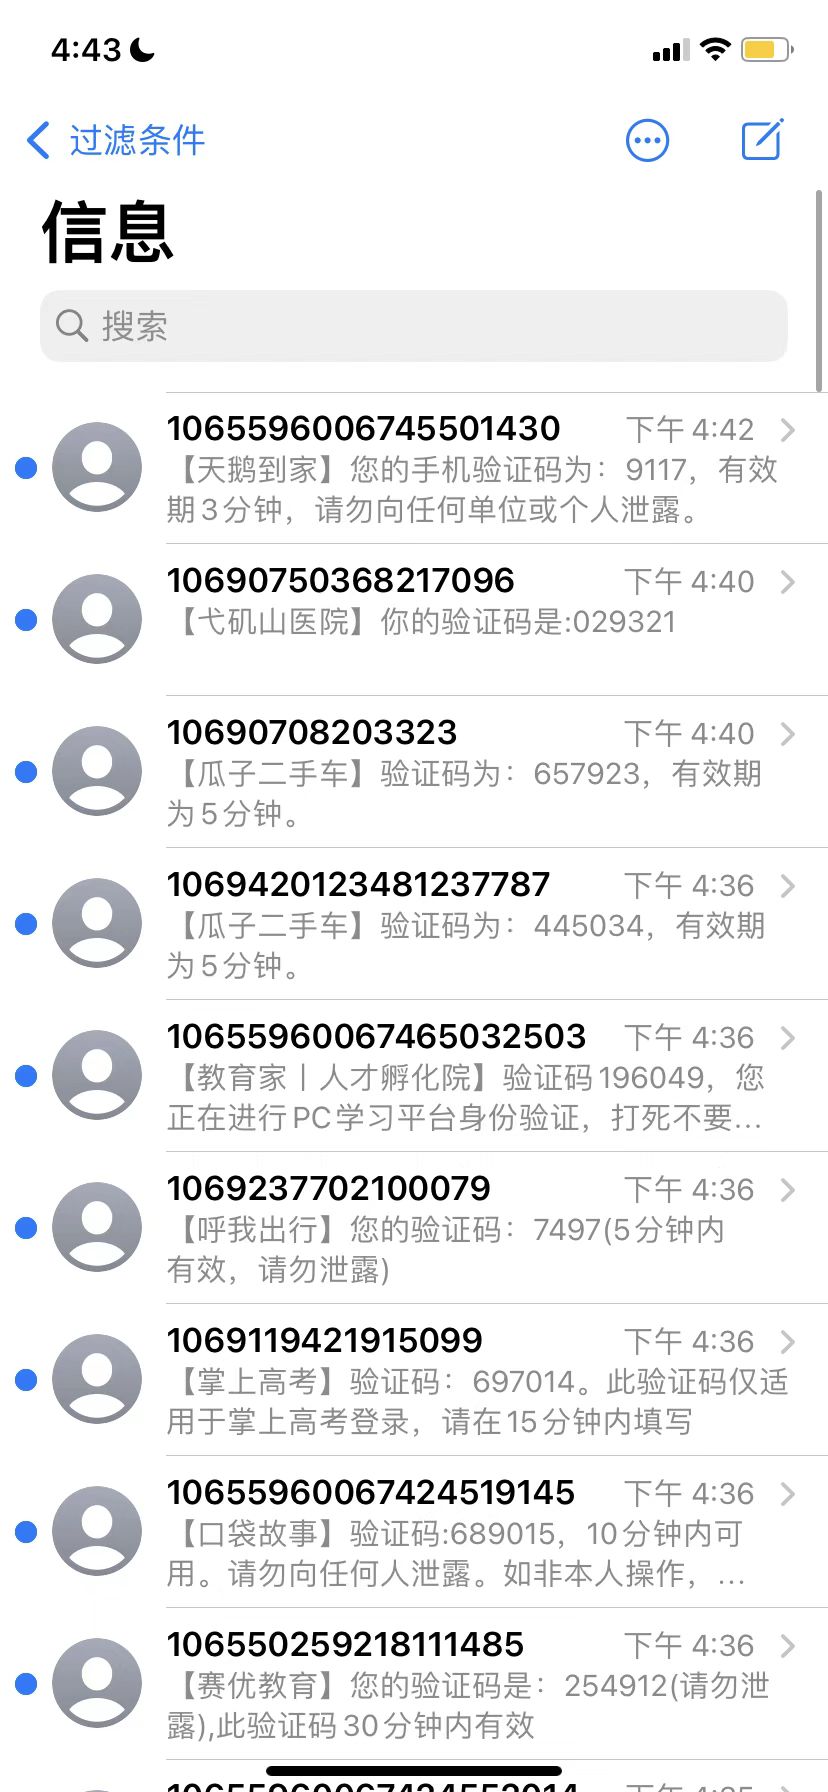 4:43
过滤条件
信息
搜索
1065596006745501430 下午 4:42
【天鹅到家】您的手机验证码为：9117，有效
期3分钟，请勿向任何单位或个人泄露。
10690750368217096 下午 4:40
【弋矶山医院】你的验证码是:029321
10690708203323 下午 4:40
【瓜子二手车】验证码为：657923，有效期
为5分钟。
1069420123481237787 下午 4:36
【瓜子二手车】验证码为：445034，有效期
为5分钟。
10655960067465032503 下午 4:36
【教育家丨人才孵化院】验证码196049，您
正在进行PC学习平台身份验证，打死不要...
1069237702100079 下午 4:36
【呼我出行】您的验证码：7497(5分钟内
有效，请勿泄露)
1069119421915099 下午 4:36
【掌上高考】验证码：697014。此验证码仅适
用于掌上高考登录，请在15分钟内填写
10655960067424519145 下午 4:36
【口袋故事】验证码:689015，10分钟内可
用。请勿向任何人泄露。如非本人操作，...
106550259218111485 下午 4:36
【赛优教育】您的验证码是：254912(请勿泄
露),此验证码30分钟内有效